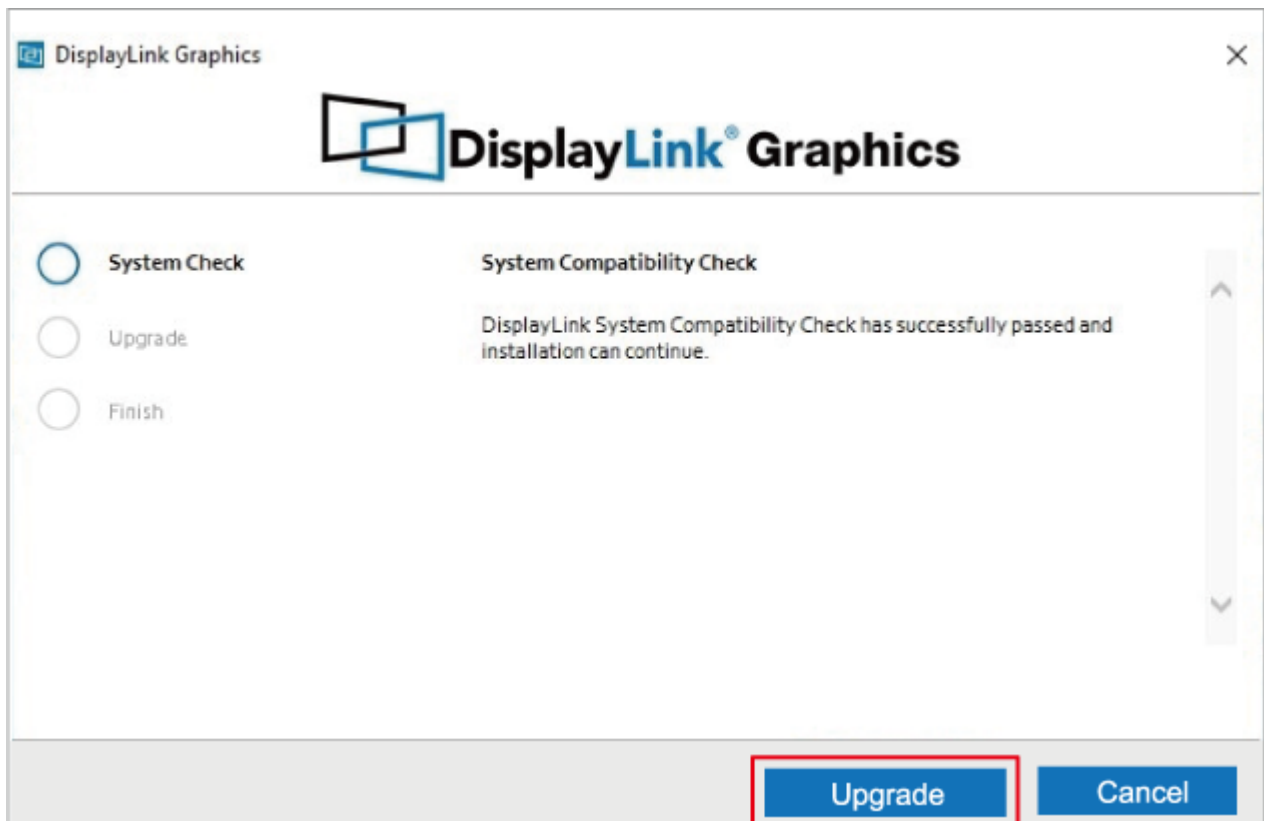 DisplayLink Graphics
DisplayLink® Graphics
System Check
System Compatibility Check
DisplayLink System Compatibility Check has successfully passed and
installation can continue.
Upgrade
Finish
Upgrade
Cancel